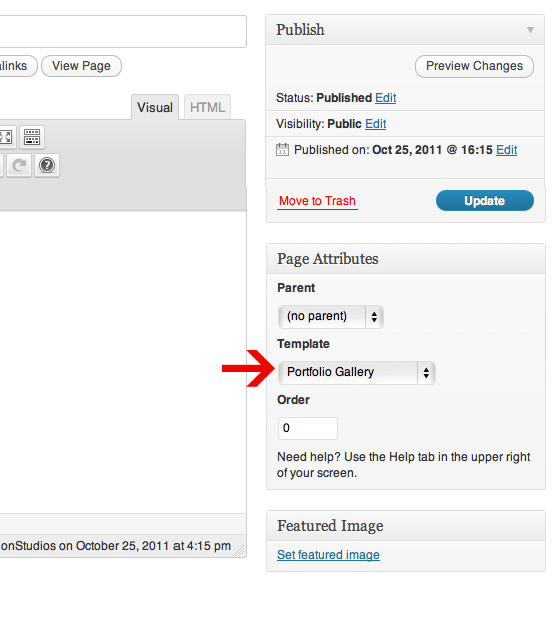 Publish
alinks View Page
Preview Changes
Visual HTML
Status: Published Edit
Visibility: Public Edit
Published on: Oct 25, 2011 @ 16:15 Edit
Move to Trash Update
Page Attributes
Parent
(no parent)
Template
Portfolio Gallery
Order
0
Need help? Use the Help tab in the upper right
of your screen.
Featured Image
onStudios on October 25, 2011 at 4:15 pm
Set featured image